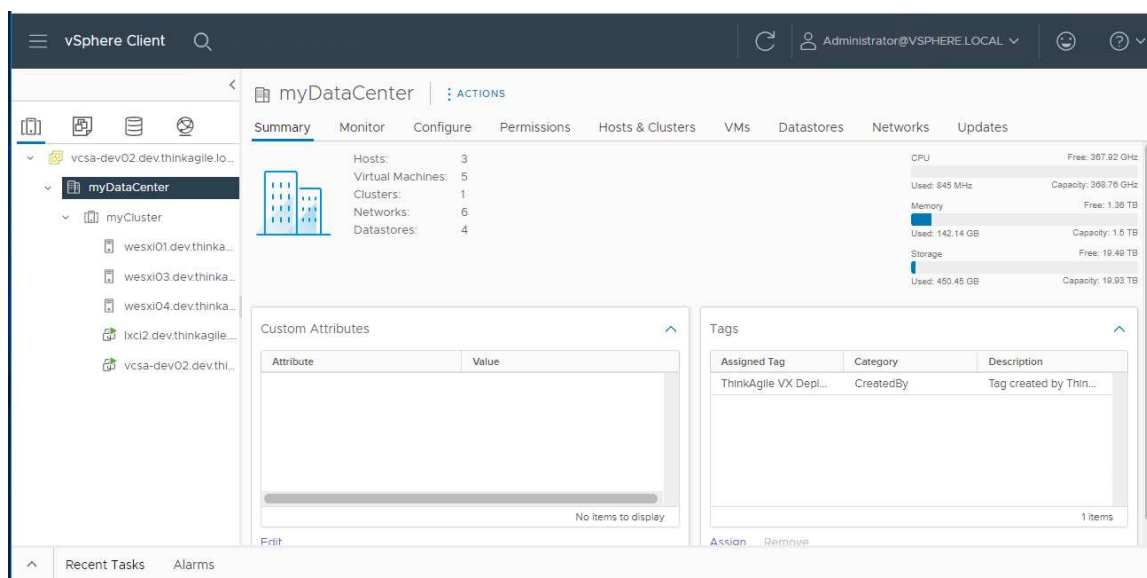 vSphere Client
Administrator@VSPHERE.LOCAL
myDataCenter
ACTIONS
Summary Monitor Configure Permissions Hosts & Clusters VMs Datastores Networks Updates
vcsa-dev02.dev.thinkagile.lo...
myDataCenter
myCluster
wesxi01.dev.thinka...
wesxi03.dev.thinka...
wesxi04.dev.thinka...
lxci2.dev.thinkagile....
vcsa-dev02.dev.thi...
Hosts: 3
Virtual Machines: 5
Clusters: 1
Networks: 6
Datastores: 4
CPU Free: 367.92 GHz
Used: 845 MHz Capacity: 368.76 GHz
Memory Free: 1.36 TB
Used: 142.14 GB Capacity: 1.5 TB
Storage Free: 19.49 TB
Used: 450.45 GB Capacity: 19.93 TB
Custom Attributes
Attribute Value
No items to display
Edit
Tags
Assigned Tag Category Description
ThinkAgile VX Depl... CreatedBy Tag created by Thin...
1 items
Assign Remove
Recent Tasks Alarms